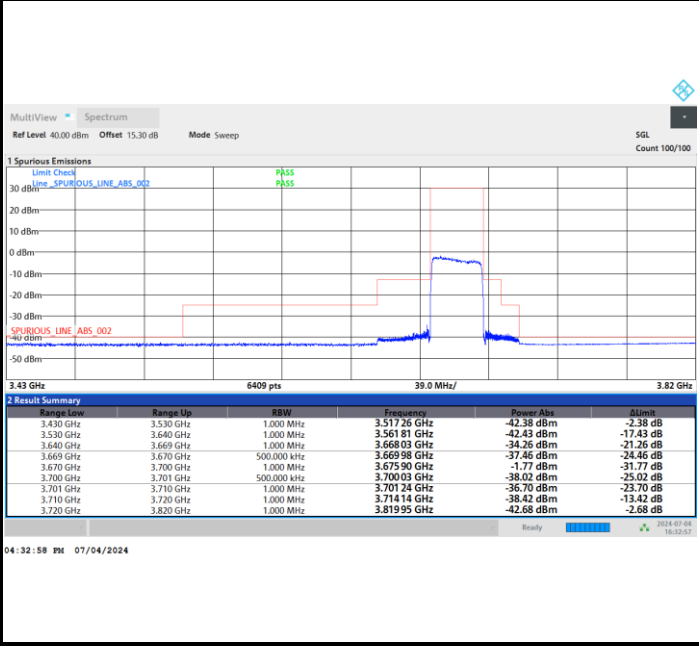 MultiView Spectrum
Ref Level 40.00 dBm Offset 15.30 dB Mode Sweep SGL
Count 100/100
1 Spurious Emissions
Limit Check PASS
Line _SPURIOUS_LINE_ABS_002 PASS
30 dBm
20 dBm
10 dBm
0 dBm
-10 dBm
-20 dBm
-30 dBm
_SPURIOUS_LINE_ABS_002
-40 dBm
-50 dBm
3.43 GHz 6409 pts 39.0 MHz/ 3.82 GHz
2 Result Summary
Range Low Range Up RBW Frequency Power Abs ΔLimit
3.430 GHz 3.530 GHz 1.000 MHz 3.517 26 GHz -42.38 dBm -2.38 dB
3.530 GHz 3.640 GHz 1.000 MHz 3.561 81 GHz -42.43 dBm -17.43 dB
3.640 GHz 3.669 GHz 1.000 MHz 3.668 03 GHz -34.26 dBm -21.26 dB
3.669 GHz 3.670 GHz 500.000 kHz 3.669 98 GHz -37.46 dBm -24.46 dB
3.670 GHz 3.700 GHz 1.000 MHz 3.675 90 GHz -1.77 dBm -31.77 dB
3.700 GHz 3.701 GHz 500.000 kHz 3.700 03 GHz -38.02 dBm -25.02 dB
3.701 GHz 3.710 GHz 1.000 MHz 3.701 24 GHz -36.70 dBm -23.70 dB
3.710 GHz 3.720 GHz 1.000 MHz 3.714 14 GHz -38.42 dBm -13.42 dB
3.720 GHz 3.820 GHz 1.000 MHz 3.819 95 GHz -42.68 dBm -2.68 dB
Ready 2024-07-04
16:32:57
04:32:58 PM 07/04/2024